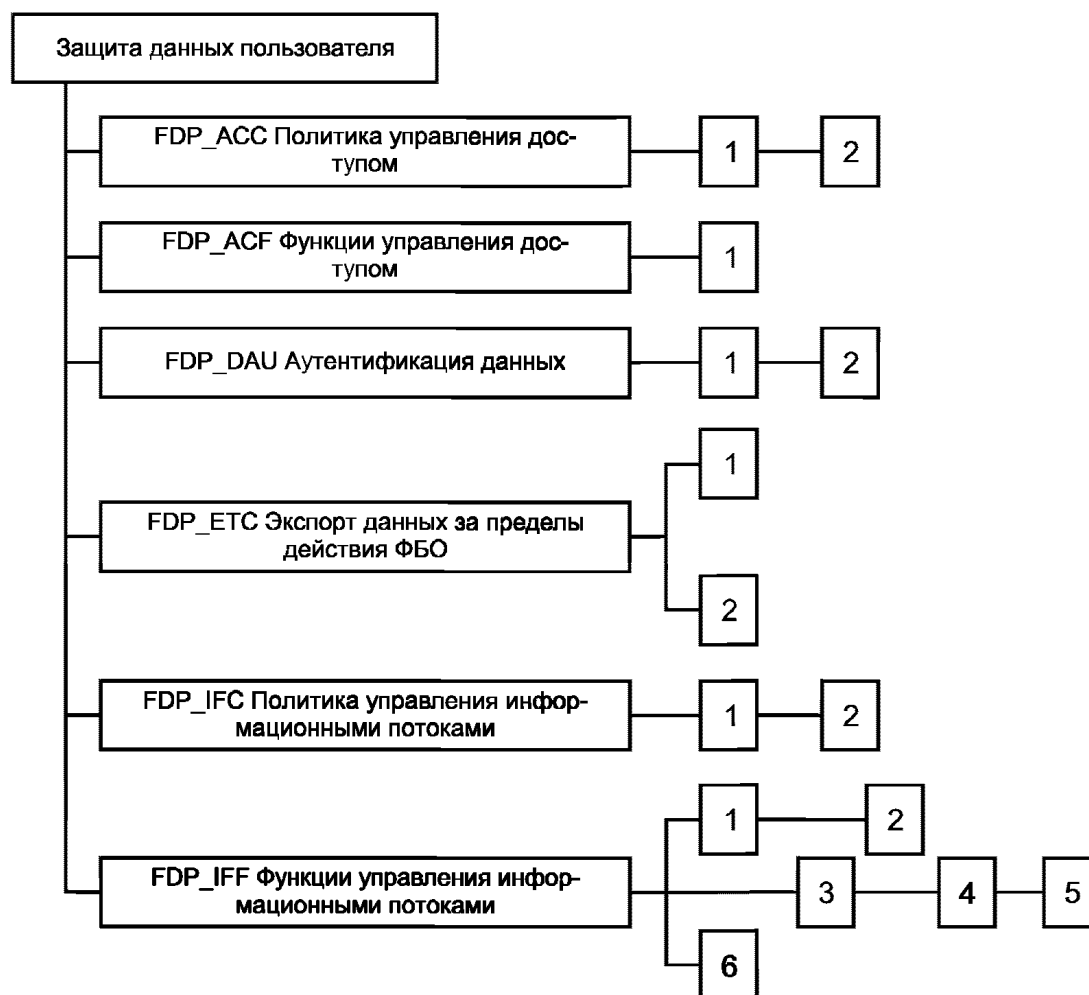 Защита данных пользователя
FDP_ACC Политика управления дос-
тупом
1
2
FDP_ACF Функции управления дос-
тупом
1
FDP_DAU Аутентификация данных
1
2
FDP_ETC Экспорт данных за пределы
действия ФБО
1
2
FDP_IFC Политика управления инфор-
мационными потоками
1
2
FDP_IFF Функции управления инфор-
мационными потоками
1
2
3
4
5
6